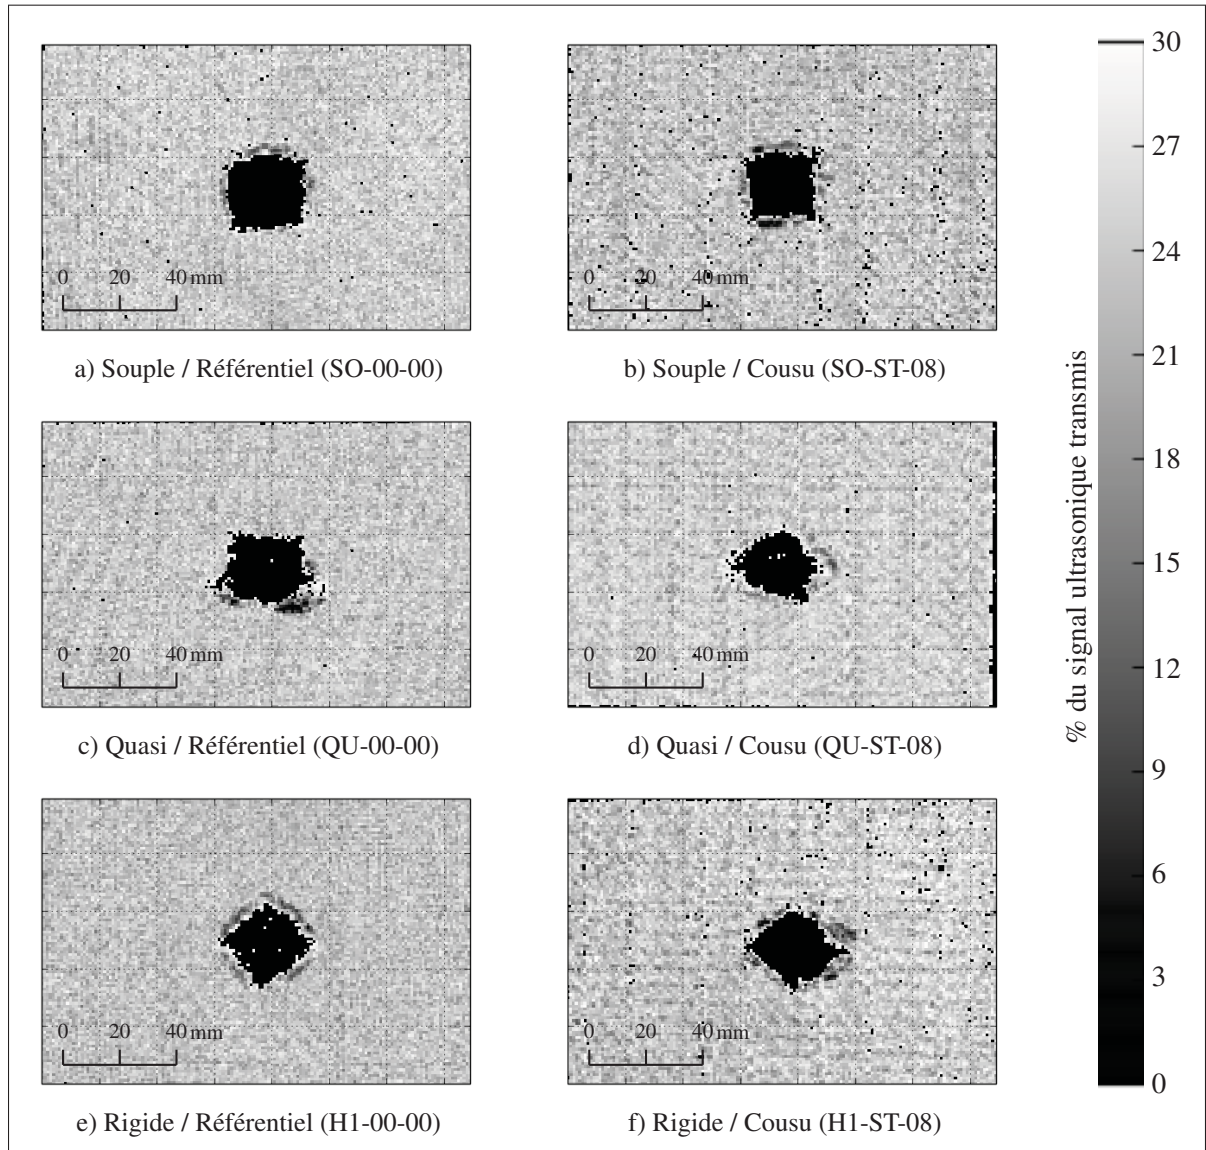 0 20 40 mm
a) Souple / Référentiel (SO-00-00)
0 20 40 mm
b) Souple / Cousu (SO-ST-08)
0 20 40 mm
c) Quasi / Référentiel (QU-00-00)
0 20 40 mm
d) Quasi / Cousu (QU-ST-08)
0 20 40 mm
e) Rigide / Référentiel (H1-00-00)
0 20 40 mm
f) Rigide / Cousu (H1-ST-08)
% du signal ultrasonique transmis
30
27
24
21
18
15
12
9
6
3
0